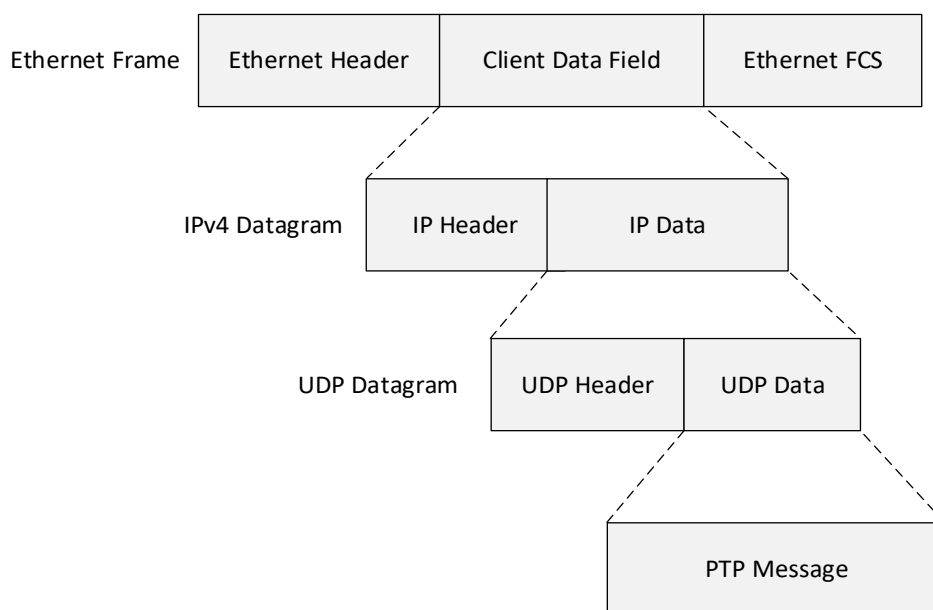 Ethernet Frame
Ethernet Header
Client Data Field
Ethernet FCS
IPv4 Datagram
IP Header
IP Data
UDP Datagram
UDP Header
UDP Data
PTP Message